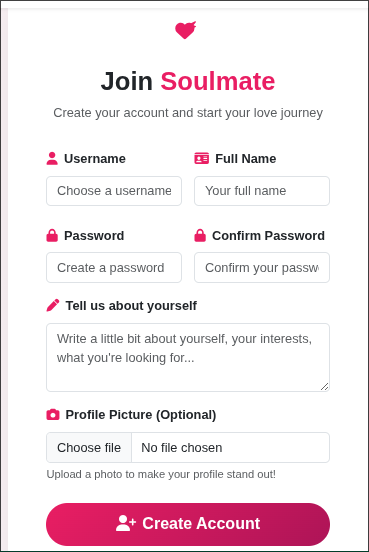 Join Soulmate
Create your account and start your love journey
Username
Full Name
Choose a username
Your full name
Password
Confirm Password
Create a password
Confirm your passw
Tell us about yourself
Write a little bit about yourself, your interests,
what you're looking for...
Profile Picture (Optional)
Choose file No file chosen
Upload a photo to make your profile stand out!
Create Account